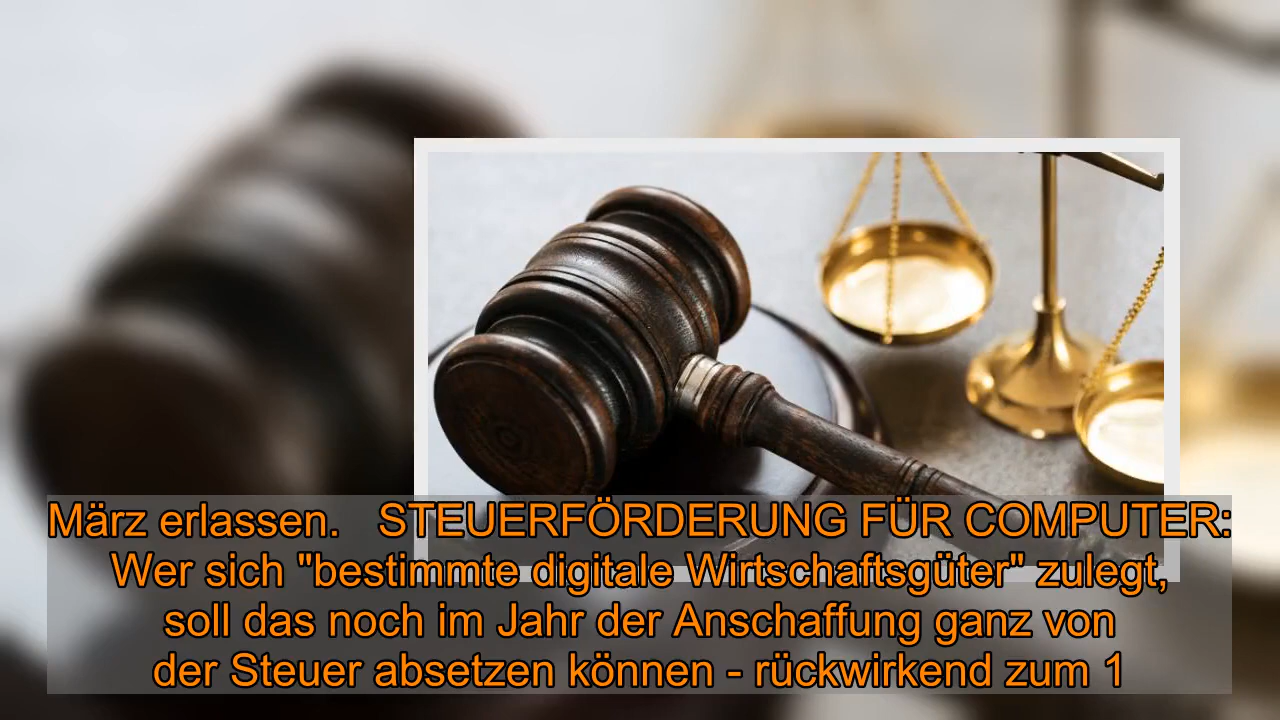 März erlassen. STEUERFÖRDERUNG FÜR COMPUTER:
Wer sich "bestimmte digitale Wirtschaftsgüter" zulegt,
soll das noch im Jahr der Anschaffung ganz von
der Steuer absetzen können - rückwirkend zum 1